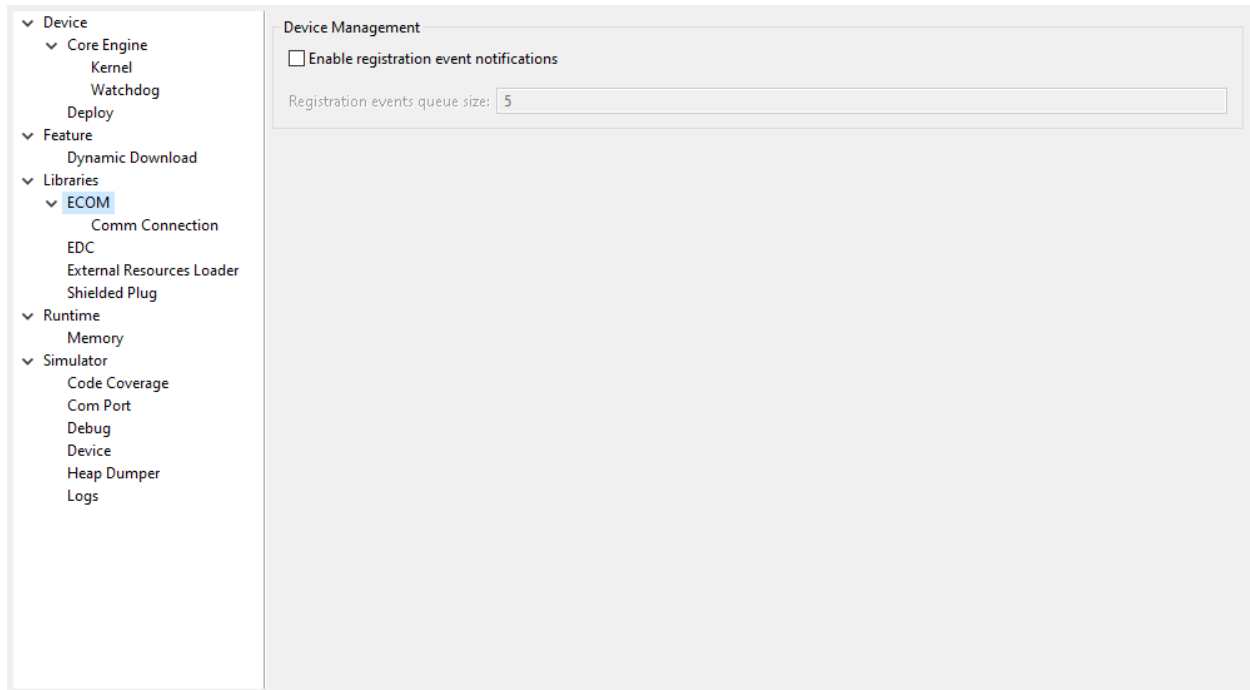 Device
Core Engine
Kernel
Watchdog
Deploy
Feature
Dynamic Download
Libraries
ECOM
Comm Connection
EDC
External Resources Loader
Shielded Plug
Runtime
Memory
Simulator
Code Coverage
Com Port
Debug
Device
Heap Dumper
Logs
Device Management
Enable registration event notifications
Registration events queue size: 5